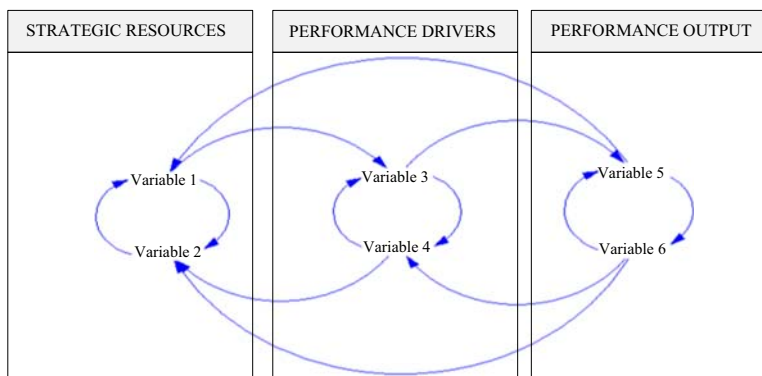 STRATEGIC RESOURCES
PERFORMANCE DRIVERS
PERFORMANCE OUTPUT
Variable 1
Variable 2
Variable 3
Variable 4
Variable 5
Variable 6